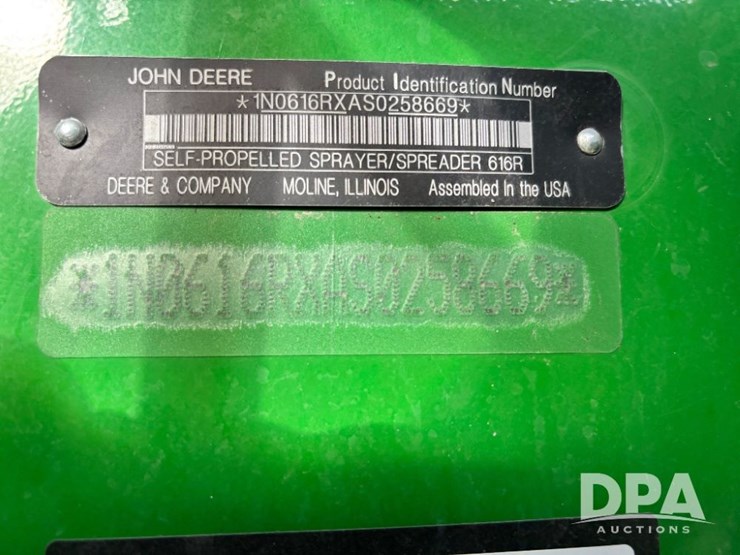 JOHN DEERE Product Identification Number
*1N0616RXAS0258669*
SELF-PROPELLED SPRAYER/SPREADER 616R
DEERE & COMPANY MOLINE, ILLINOIS Assembled in the USA
*1N0616RXAS0258669*
DPA
AUCTIONS